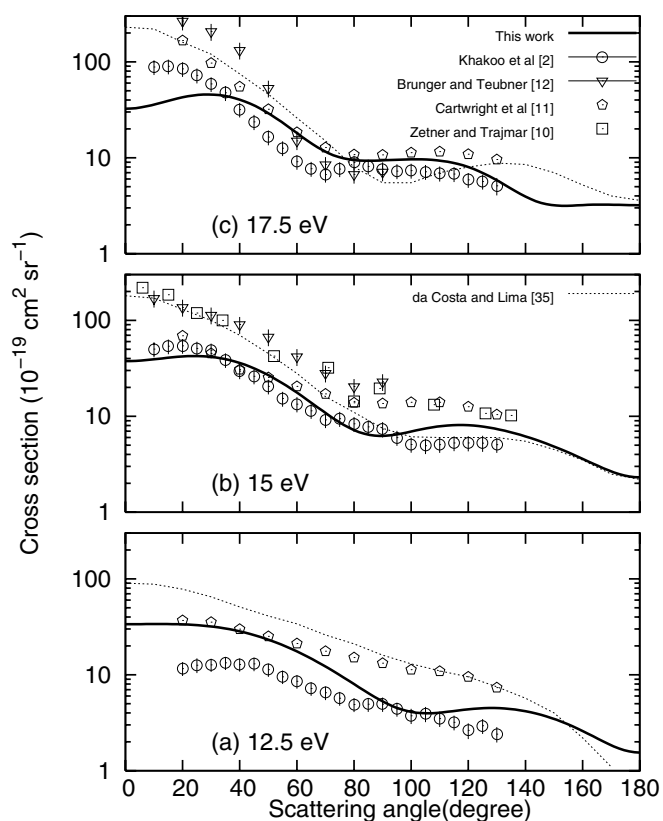 100
10
1
This work
Khakoo et al [2]
Brunger and Teubner [12]
Cartwright et al [11]
Zetner and Trajmar [10]
(c) 17.5 eV
Cross section (10⁻¹⁹ cm² sr⁻¹)
100
10
1
da Costa and Lima [35]
(b) 15 eV
100
10
1
(a) 12.5 eV
0 20 40 60 80 100 120 140 160 180
Scattering angle(degree)